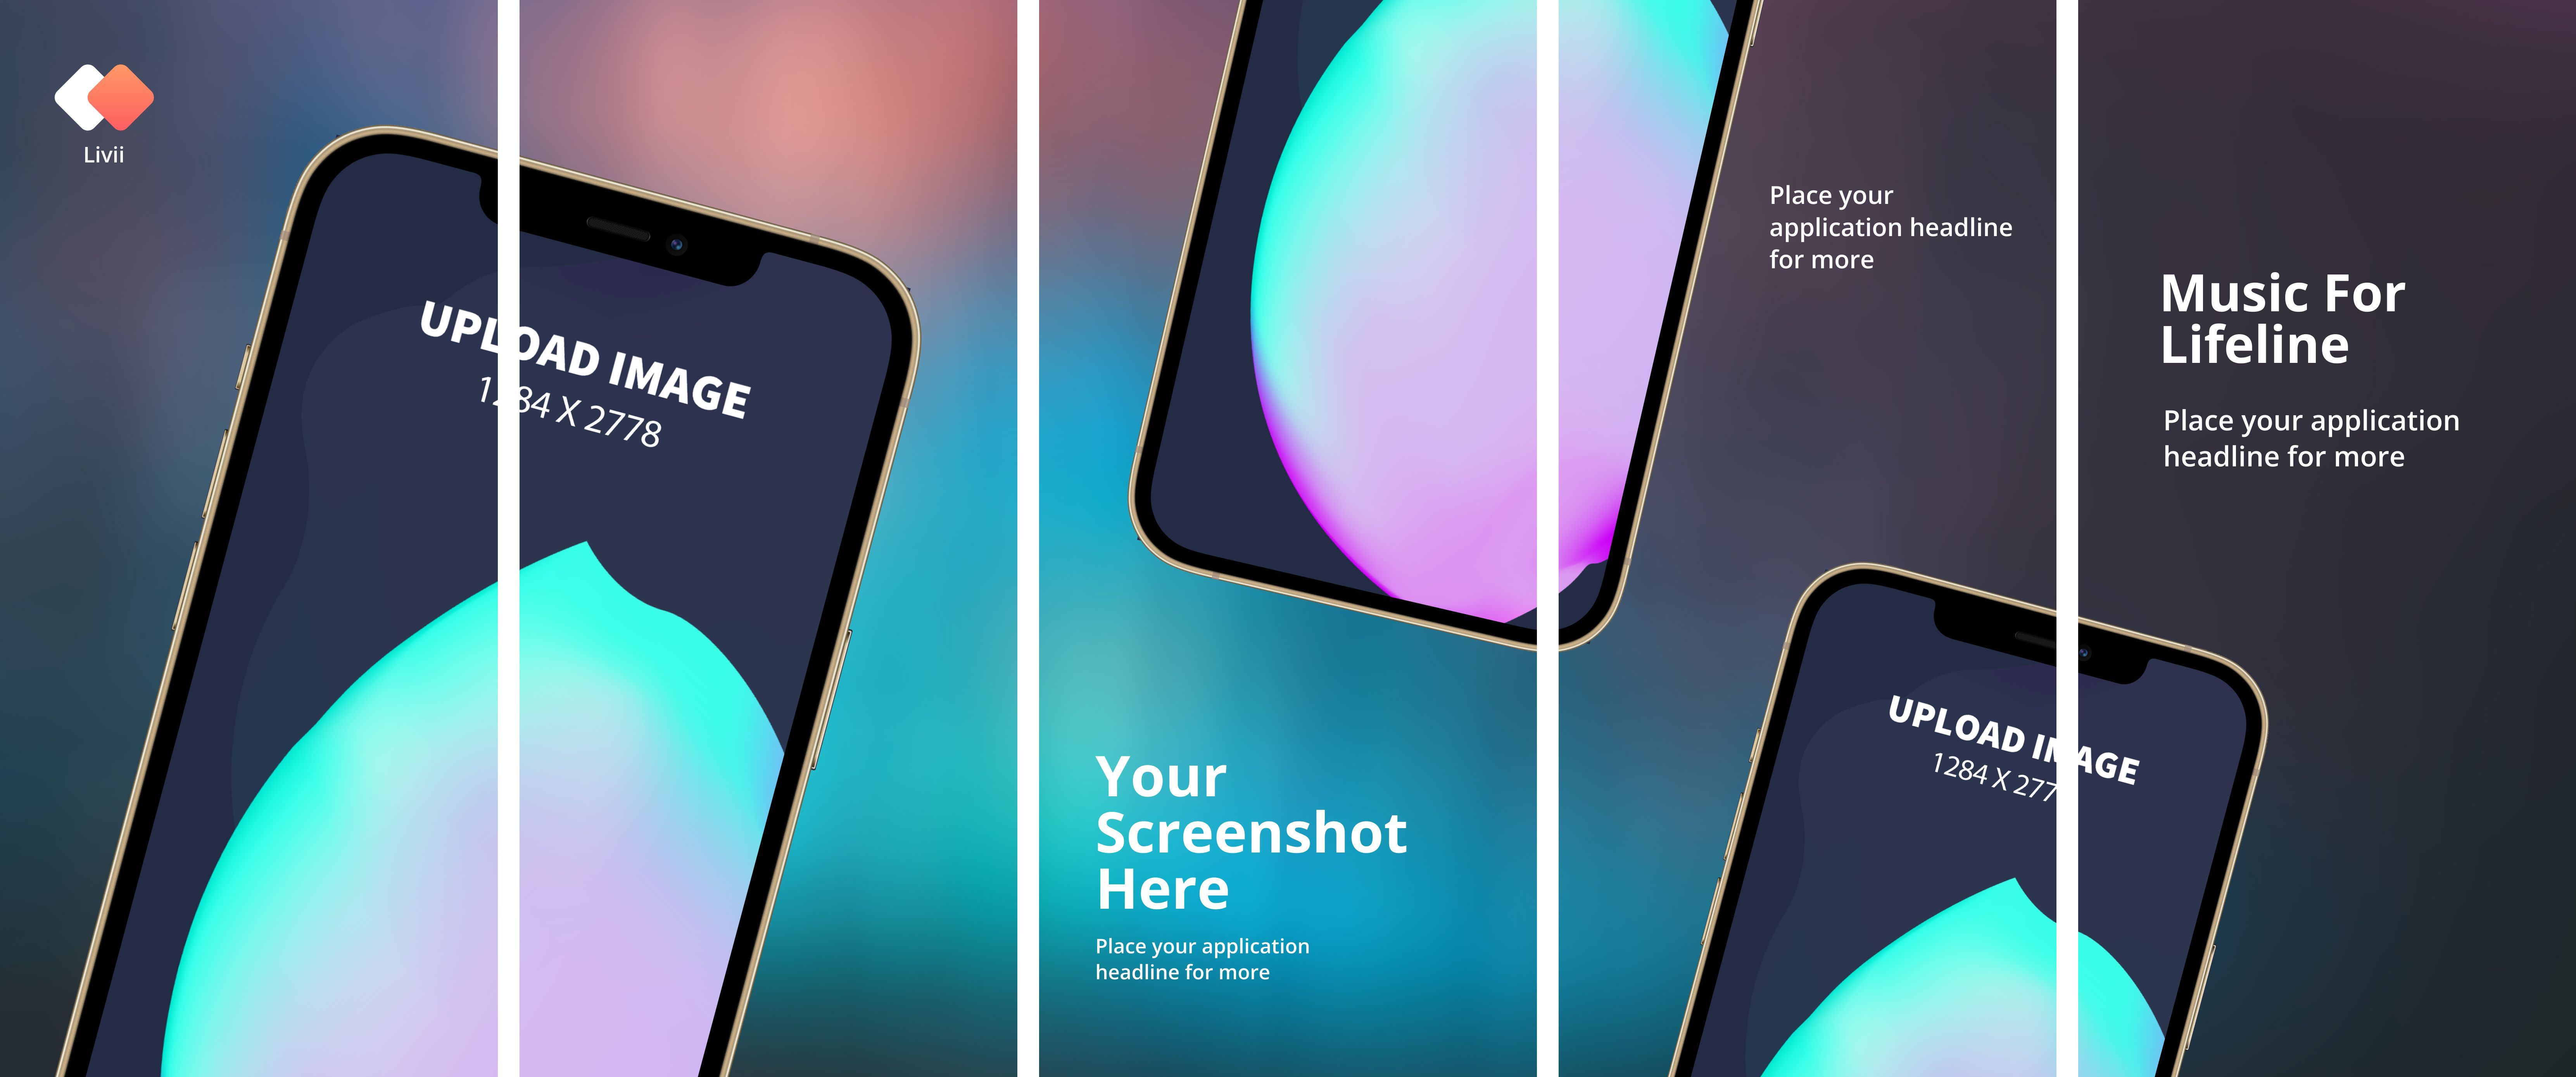 Livii
UPLOAD IMAGE
1284 X 2778
Your
Screenshot
Here
Place your application
headline for more
Place your
application headline
for more
UPLOAD IMAGE
1284 X 277
Music For
Lifeline
Place your application
headline for more